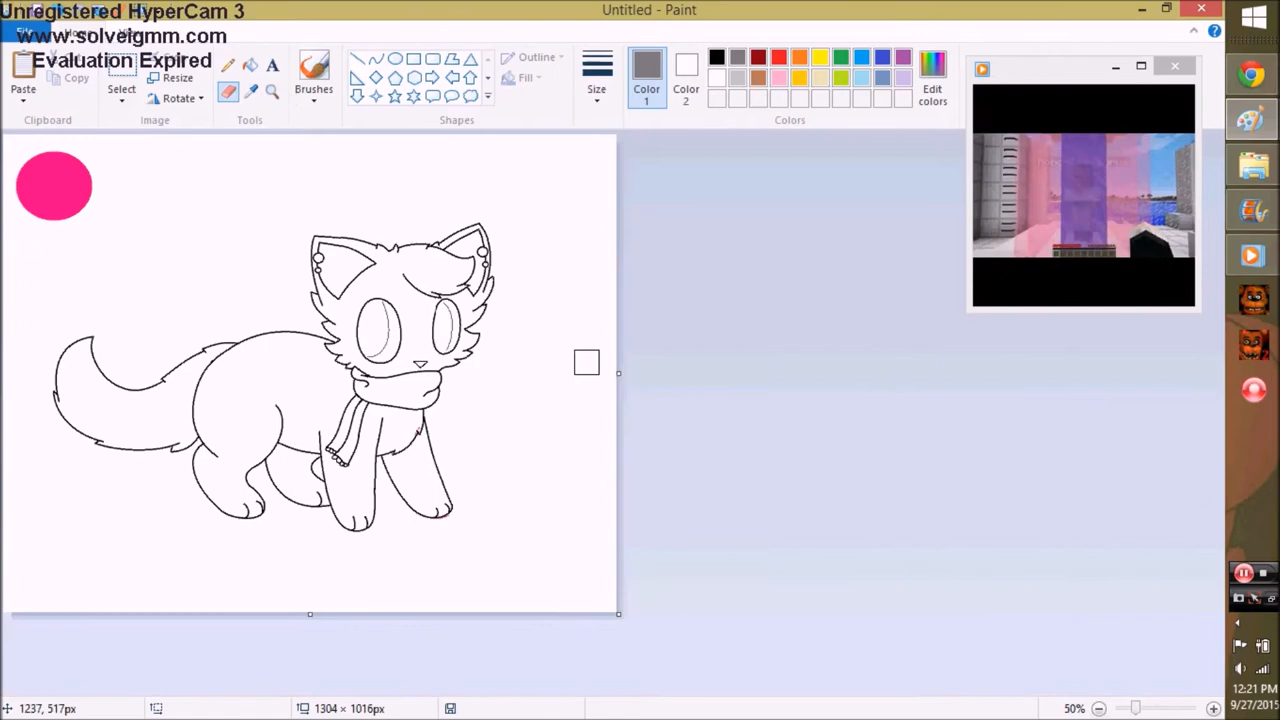 Unregistered HyperCam 3
www.solveigmm.com
Evaluation Expired
Untitled - Paint
File
Paste
Copy
Clipboard
Select
Resize
Rotate
Image
Tools
Brushes
Outline
Fill
Shapes
Size
Color 1
Color 2
Edit colors
Colors
1237, 517px
1304 × 1016px
50%
12:21 PM
9/27/2015